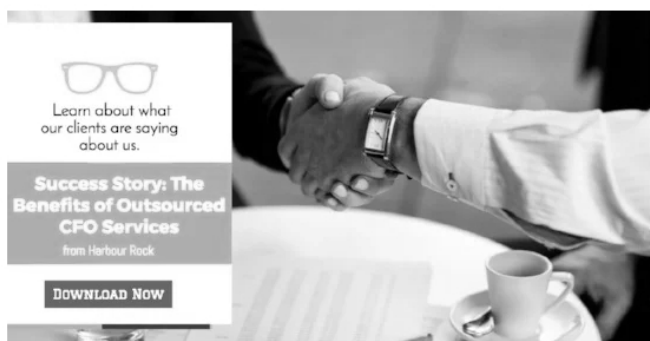 Learn about what
our clients are saying
about us.
Success Story: The
Benefits of Outsourced
CFO Services
from Harbour Rock
DOWNLOAD NOW